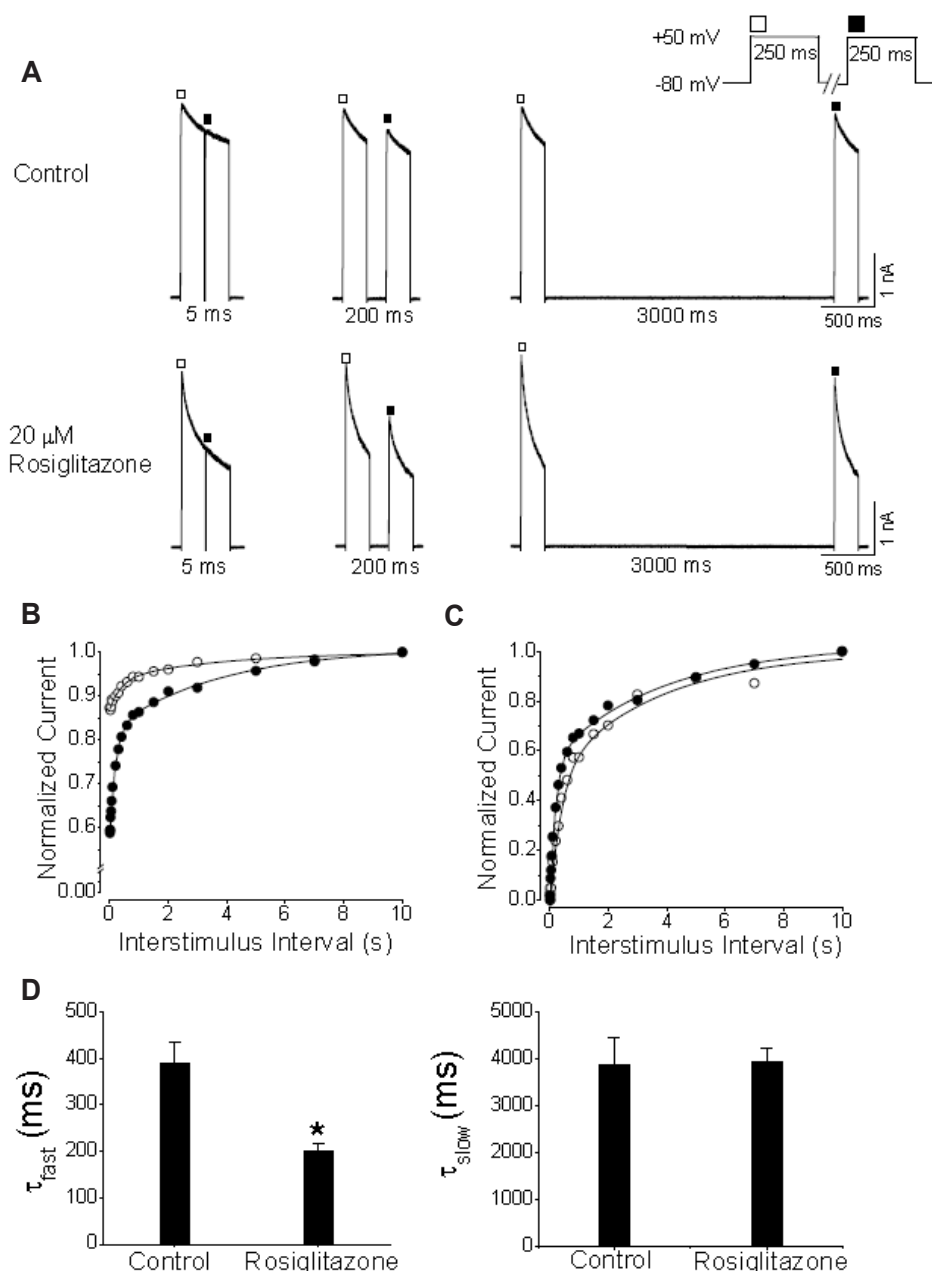 +50 mV
250 ms
250 ms
-80 mV
A
Control
5 ms
200 ms
3000 ms
1 nA
500 ms
20 μM
Rosiglitazone
5 ms
200 ms
3000 ms
1 nA
500 ms
B
Normalized Current
1.0
0.9
0.8
0.7
0.6
0.00
0 2 4 6 8 10
Interstimulus Interval (s)
C
Normalized Current
1.0
0.8
0.6
0.4
0.2
0.0
0 2 4 6 8 10
Interstimulus Interval (s)
D
τfast (ms)
500
400
300
200
100
0
*
Control Rosiglitazone
τslow (ms)
5000
4000
3000
2000
1000
0
Control Rosiglitazone